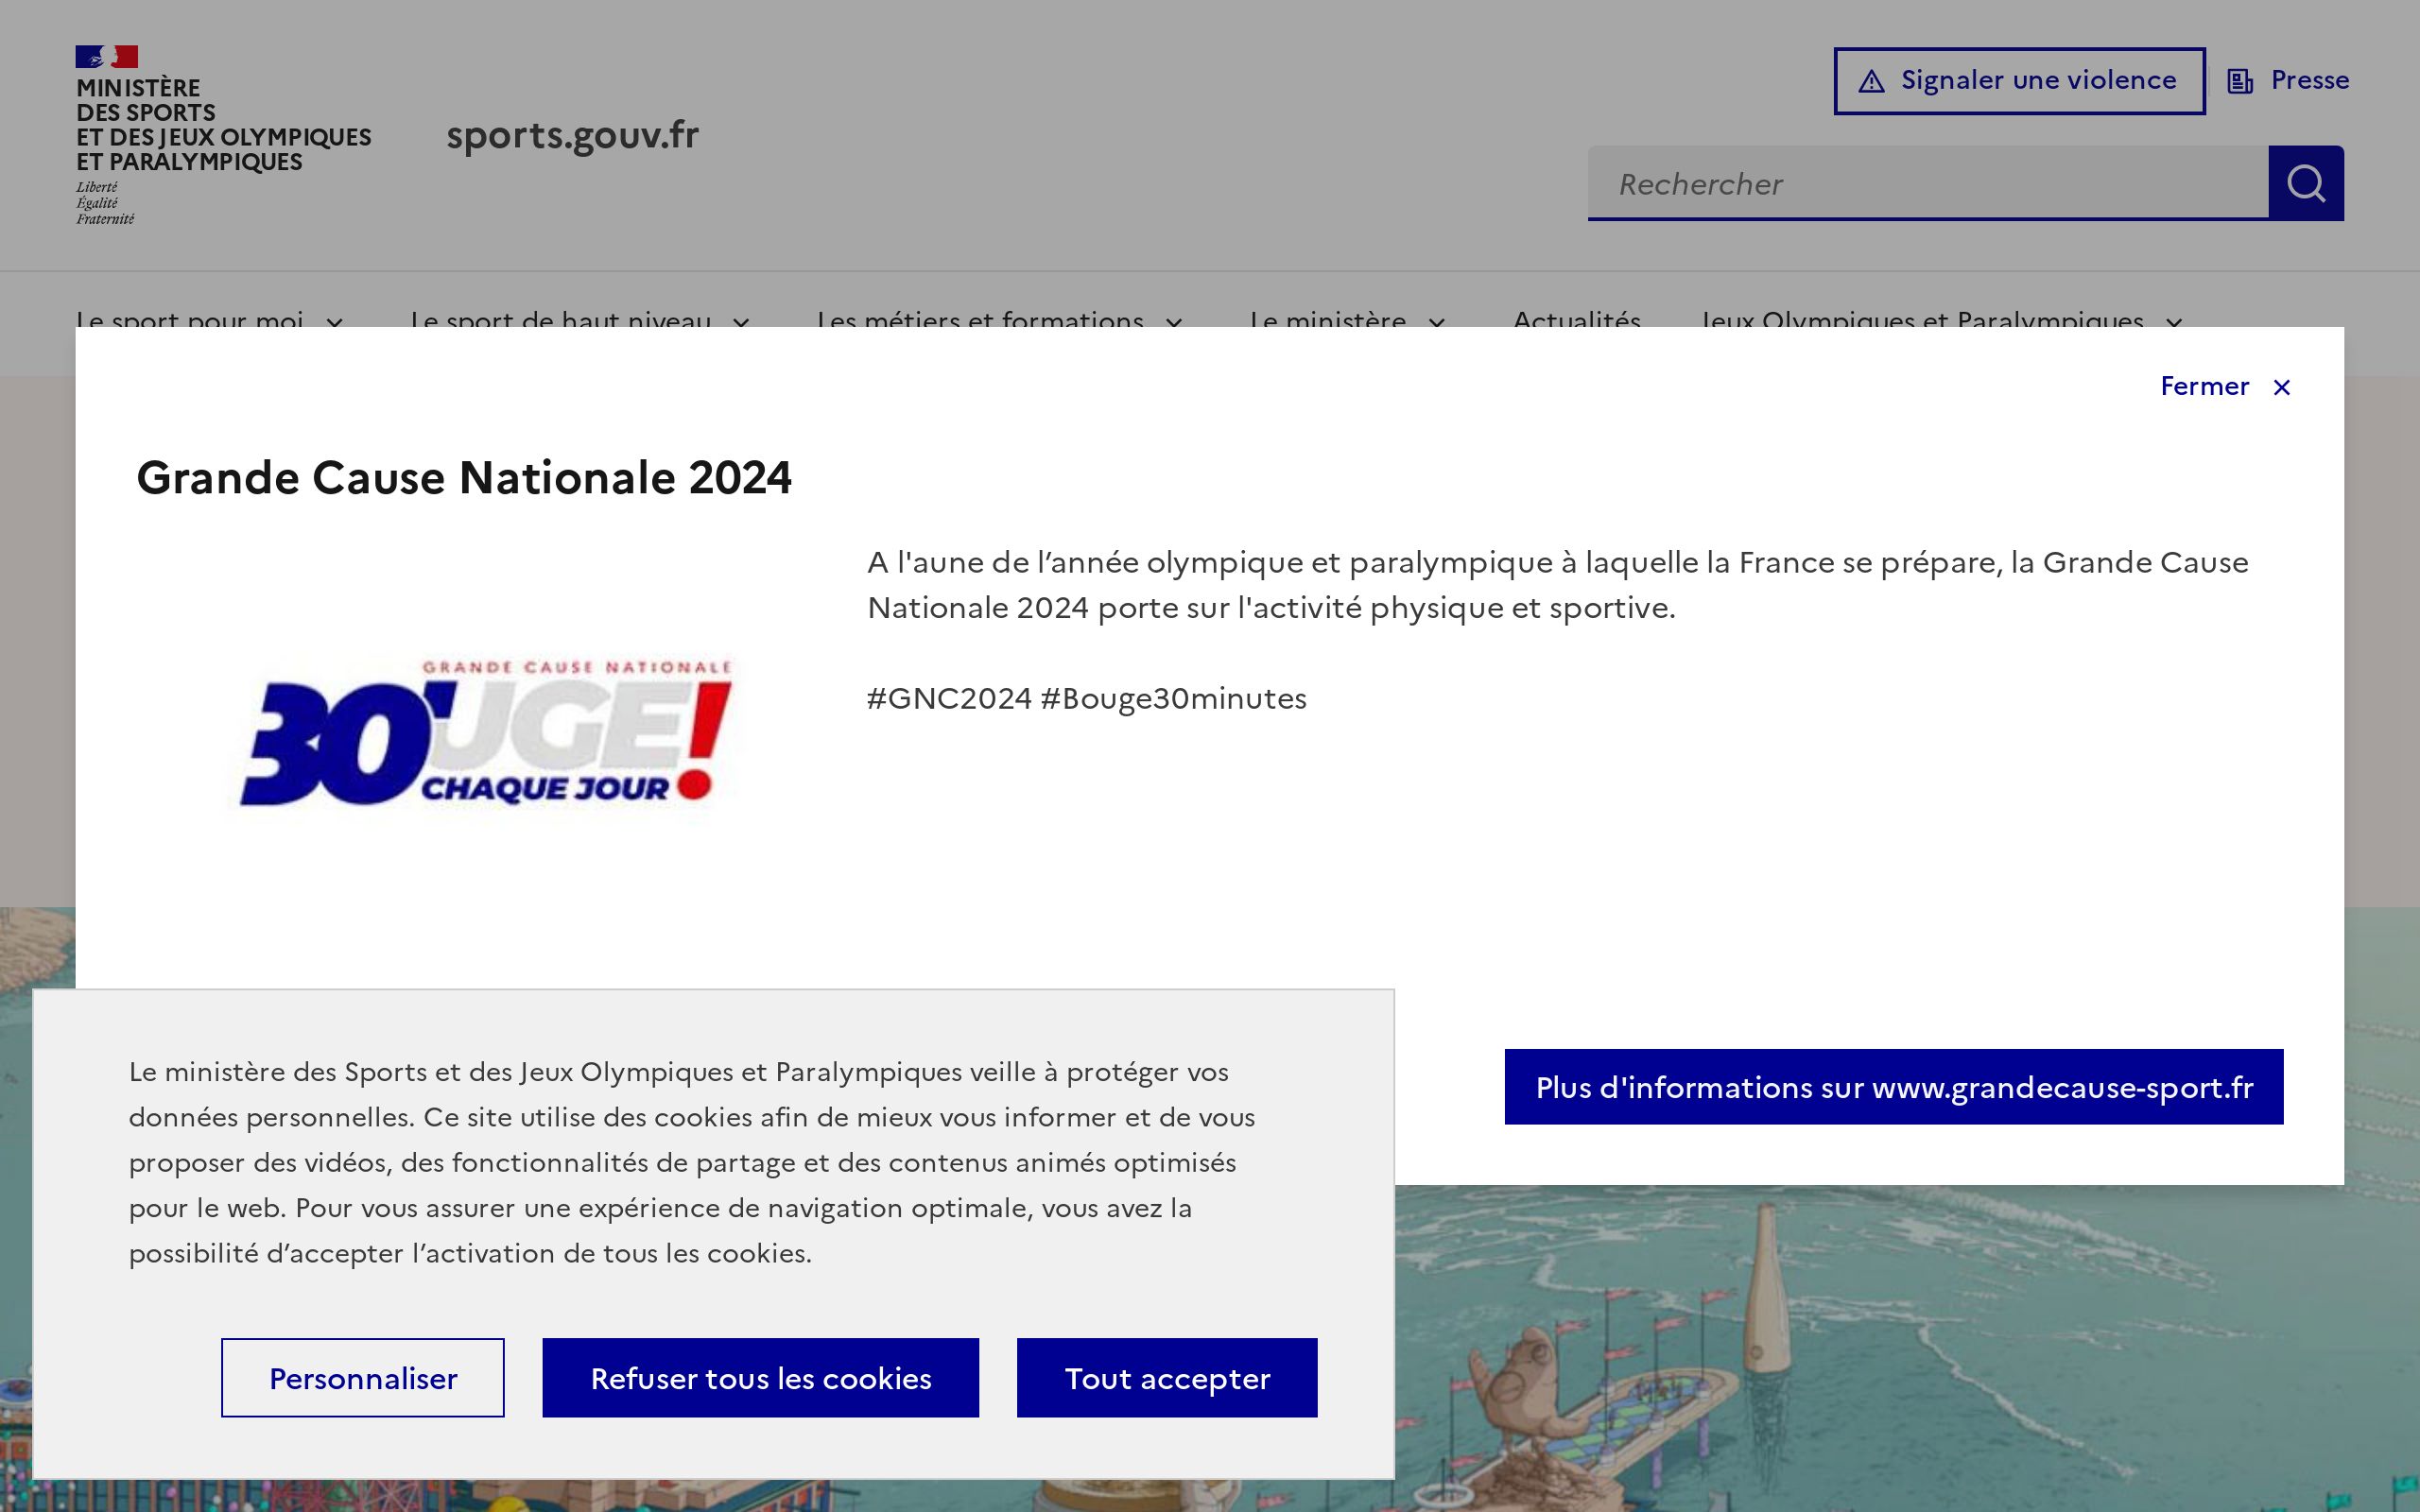 MINISTÈRE
DES SPORTS
ET DES JEUX OLYMPIQUES
ET PARALYMPIQUES
Liberté
Égalité
Fraternité
sports.gouv.fr
Signaler une violence
Presse
Rechercher
Le sport pour moi
Le sport de haut niveau
Les métiers et formations
Le ministère
Actualités
Jeux Olympiques et Paralympiques
Fermer
Grande Cause Nationale 2024
GRANDE CAUSE NATIONALE
30'UGE!
CHAQUE JOUR
A l'aune de l’année olympique et paralympique à laquelle la France se prépare, la Grande Cause
Nationale 2024 porte sur l'activité physique et sportive.
#GNC2024 #Bouge30minutes
Plus d'informations sur www.grandecause-sport.fr
Le ministère des Sports et des Jeux Olympiques et Paralympiques veille à protéger vos
données personnelles. Ce site utilise des cookies afin de mieux vous informer et de vous
proposer des vidéos, des fonctionnalités de partage et des contenus animés optimisés
pour le web. Pour vous assurer une expérience de navigation optimale, vous avez la
possibilité d’accepter l’activation de tous les cookies.
Personnaliser
Refuser tous les cookies
Tout accepter